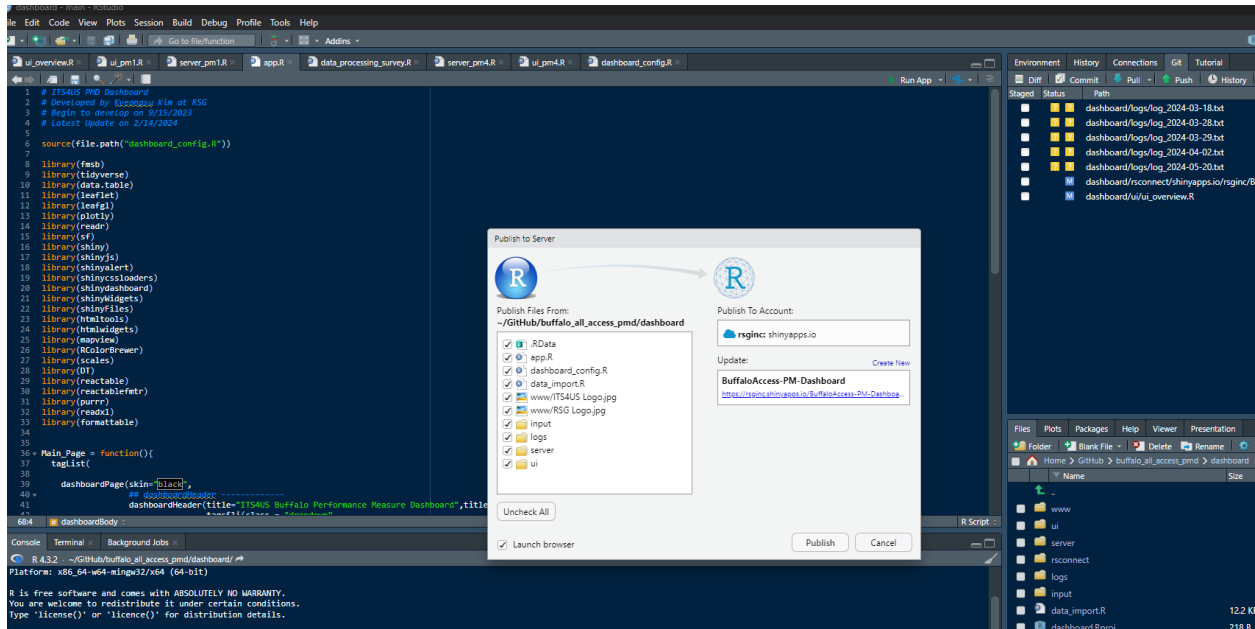 dashboard - main - RStudio
File Edit Code View Plots Session Build Debug Profile Tools Help
Go to file/function Addins
ui_overview.R ui_pm1.R server_pm1.R app.R data_processing_survey.R server_pm4.R ui_pm4.R dashboard_config.R
Run App
1 # ITS4US PMD Dashboard
2 # Developed by Kyeongsu Kim at RSG
3 # Begin to develop on 9/15/2023
4 # Latest Update on 2/14/2024
5
6 source(file.path("dashboard_config.R"))
7
8 library(fmsb)
9 library(tidyverse)
10 library(data.table)
11 library(leaflet)
12 library(leafgl)
13 library(plotly)
14 library(readr)
15 library(sf)
16 library(shiny)
17 library(shinyjs)
18 library(shinyalert)
19 library(shinycssloaders)
20 library(shinydashboard)
21 library(shinyWidgets)
22 library(shinyFiles)
23 library(htmltools)
24 library(htmlwidgets)
25 library(mapview)
26 library(RColorBrewer)
27 library(scales)
28 library(DT)
29 library(reactable)
30 library(reactablefmtr)
31 library(purrr)
32 library(readxl)
33 library(formattable)
34
35
36 Main_Page = function(){
37 tagList(
38
39 dashboardPage(skin="black",
40 ## dashboardHeader -------------
41 dashboardHeader(title="ITS4US Buffalo Performance Measure Dashboard",title
68:4 dashboardBody : R Script
Console Terminal Background Jobs
R 4.3.2 · ~/GitHub/buffalo_all_access_pmd/dashboard/
Platform: x86_64-w64-mingw32/x64 (64-bit)
R is free software and comes with ABSOLUTELY NO WARRANTY.
You are welcome to redistribute it under certain conditions.
Type 'license()' or 'licence()' for distribution details.
Publish to Server
Publish Files From:
~/GitHub/buffalo_all_access_pmd/dashboard
.RData
app.R
dashboard_config.R
data_import.R
www/ITS4US Logo.jpg
www/RSG Logo.jpg
input
logs
server
ui
Uncheck All
Launch browser
Publish To Account:
rsginc: shinyapps.io
Update: Create New
BuffaloAccess-PM-Dashboard
https://rsginc.shinyapps.io/BuffaloAccess-PM-Dashboa...
Publish Cancel
Environment History Connections Git Tutorial
Diff Commit Pull Push History
Staged Status Path
dashboard/logs/log_2024-03-18.txt
dashboard/logs/log_2024-03-28.txt
dashboard/logs/log_2024-03-29.txt
dashboard/logs/log_2024-04-02.txt
dashboard/logs/log_2024-05-20.txt
M dashboard/rsconnect/shinyapps.io/rsginc/B
M dashboard/ui/ui_overview.R
Files Plots Packages Help Viewer Presentation
Folder Blank File Delete Rename
Home > GitHub > buffalo_all_access_pmd > dashboard
Name Size
..
www
ui
server
rsconnect
logs
input
data_import.R 12.2 K
dashboard.Rproj 218 B